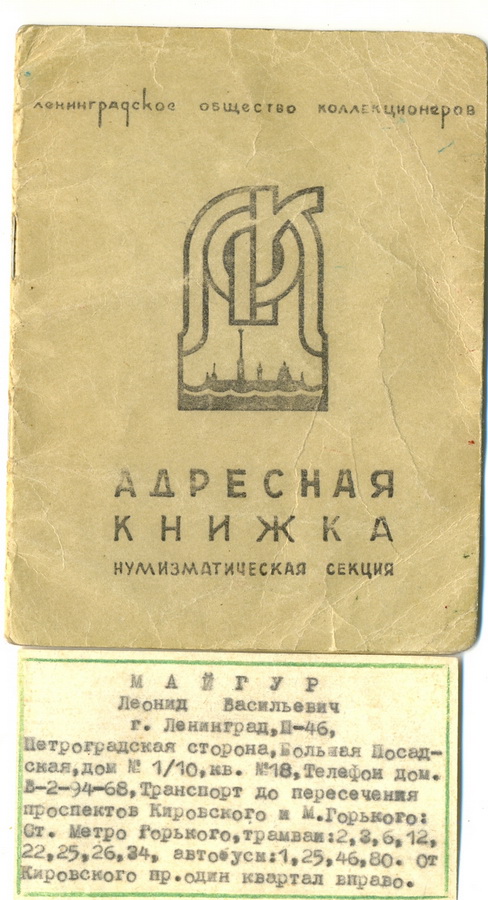 ленинградское общество коллекционеров
ЛОК
АДРЕСНАЯ
КНИЖКА
НУМИЗМАТИЧЕСКАЯ СЕКЦИЯ
МАЙГУР
Леонид Васильевич
г. Ленинград,П-46,
Петроградская сторона,Большая Посад-
ская,дом № 1/10,кв. №18,Телефон дом.
В-2-94-68,Транспорт до пересечения
проспектов Кировского и М.Горького:
Ст. Метро Горького,трамваи:2,3,6,12,
22,25,26,34, автобусы:1,25,46,80. От
Кировского пр.один квартал вправо.